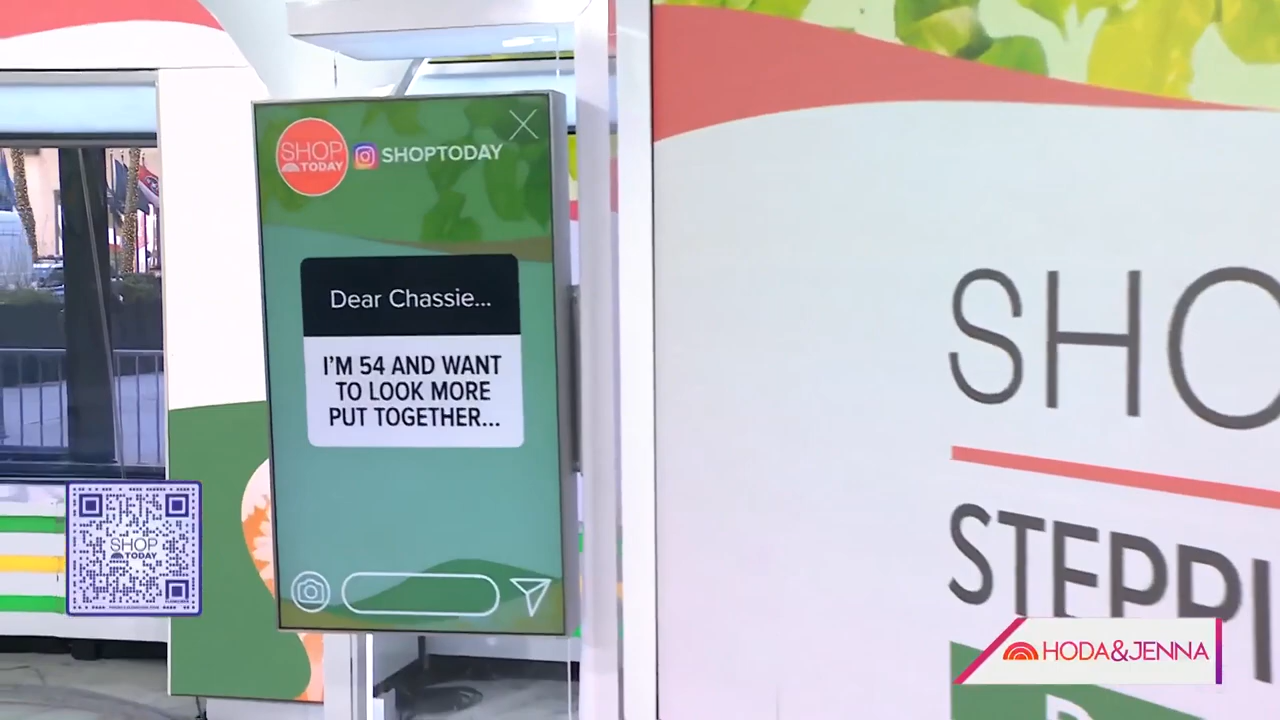 SHOP
TODAY
SHOPTODAY
Dear Chassie...
I'M 54 AND WANT
TO LOOK MORE
PUT TOGETHER...
SHOP
TODAY
SHO
STEPPI
HODA&JENNA